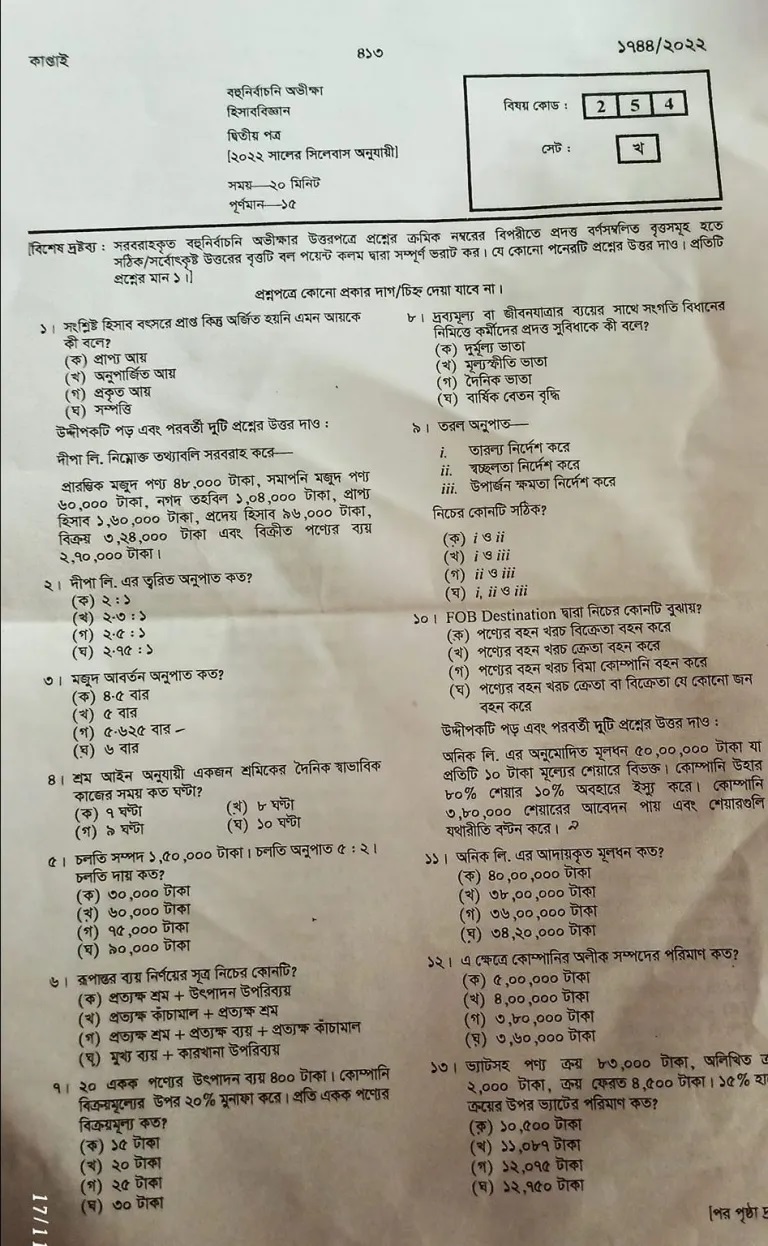 কাপ্তাই
৪১৩
১৭৪৪/২০২২
বহুনির্বাচনি অভীক্ষা
হিসাববিজ্ঞান
দ্বিতীয় পত্র
[২০২২ সালের সিলেবাস অনুযায়ী]
সময়—২০ মিনিট
পূর্ণমান—১৫
বিষয় কোড : 2 5 4
সেট : খ
[বিশেষ দ্রষ্টব্য : সরবরাহকৃত বহুনির্বাচনি অভীক্ষার উত্তরপত্রে প্রশ্নের ক্রমিক নম্বরের বিপরীতে প্রদত্ত বর্ণসম্বলিত বৃত্তসমূহ হতে
সঠিক/সর্বোৎকৃষ্ট উত্তরের বৃত্তটি বল পয়েন্ট কলম দ্বারা সম্পূর্ণ ভরাট কর। যে কোনো পনেরটি প্রশ্নের উত্তর দাও। প্রতিটি
প্রশ্নের মান ১।]
প্রশ্নপত্রে কোনো প্রকার দাগ/চিহ্ন দেয়া যাবে না।
১। সংশ্লিষ্ট হিসাব বৎসরে প্রাপ্ত কিন্তু অর্জিত হয়নি এমন আয়কে
কী বলে?
(ক) প্রাপ্য আয়
(খ) অনুপার্জিত আয়
(গ) প্রকৃত আয়
(ঘ) সম্পত্তি
উদ্দীপকটি পড় এবং পরবর্তী দুটি প্রশ্নের উত্তর দাও :
দীপা লি. নিম্নোক্ত তথ্যাবলি সরবরাহ করে—
প্রারম্ভিক মজুদ পণ্য ৪৮,০০০ টাকা, সমাপনি মজুদ পণ্য
৬০,০০০ টাকা, নগদ তহবিল ১,০৪,০০০ টাকা, প্রাপ্য
হিসাব ১,৬০,০০০ টাকা, প্রদেয় হিসাব ৯৬,০০০ টাকা,
বিক্রয় ৩,২৪,০০০ টাকা এবং বিক্রীত পণ্যের ব্যয়
২,৭০,০০০ টাকা।
২। দীপা লি. এর ত্বরিত অনুপাত কত?
(ক) ২ : ১
(খ) ২·৩ : ১
(গ) ২·৫ : ১
(ঘ) ২·৭৫ : ১
৩। মজুদ আবর্তন অনুপাত কত?
(ক) ৪·৫ বার
(খ) ৫ বার
(গ) ৫·৬২৫ বার
(ঘ) ৬ বার
৪। শ্রম আইন অনুযায়ী একজন শ্রমিকের দৈনিক স্বাভাবিক
কাজের সময় কত ঘণ্টা?
(ক) ৭ ঘণ্টা (খ) ৮ ঘণ্টা
(গ) ৯ ঘণ্টা (ঘ) ১০ ঘণ্টা
৫। চলতি সম্পদ ১,৫০,০০০ টাকা। চলতি অনুপাত ৫ : ২।
চলতি দায় কত?
(ক) ৩০,০০০ টাকা
(খ) ৬০,০০০ টাকা
(গ) ৭৫,০০০ টাকা
(ঘ) ৯০,০০০ টাকা
৬। রূপান্তর ব্যয় নির্ণয়ের সূত্র নিচের কোনটি?
(ক) প্রত্যক্ষ শ্রম + উৎপাদন উপরিব্যয়
(খ) প্রত্যক্ষ কাঁচামাল + প্রত্যক্ষ শ্রম
(গ) প্রত্যক্ষ শ্রম + প্রত্যক্ষ ব্যয় + প্রত্যক্ষ কাঁচামাল
(ঘ) মুখ্য ব্যয় + কারখানা উপরিব্যয়
৭। ২০ একক পণ্যের উৎপাদন ব্যয় ৪০০ টাকা। কোম্পানি
বিক্রয়মূল্যের উপর ২০% মুনাফা করে। প্রতি একক পণ্যের
বিক্রয়মূল্য কত?
(ক) ১৫ টাকা
(খ) ২০ টাকা
(গ) ২৫ টাকা
(ঘ) ৩০ টাকা
৮। দ্রব্যমূল্য বা জীবনযাত্রার ব্যয়ের সাথে সংগতি বিধানের
নিমিত্তে কর্মীদের প্রদত্ত সুবিধাকে কী বলে?
(ক) দুর্মূল্য ভাতা
(খ) মূল্যস্ফীতি ভাতা
(গ) দৈনিক ভাতা
(ঘ) বার্ষিক বেতন বৃদ্ধি
৯। তরল অনুপাত—
i. তারল্য নির্দেশ করে
ii. স্বচ্ছলতা নির্দেশ করে
iii. উপার্জন ক্ষমতা নির্দেশ করে
নিচের কোনটি সঠিক?
(ক) i ও ii
(খ) i ও iii
(গ) ii ও iii
(ঘ) i, ii ও iii
১০। FOB Destination দ্বারা নিচের কোনটি বুঝায়?
(ক) পণ্যের বহন খরচ বিক্রেতা বহন করে
(খ) পণ্যের বহন খরচ ক্রেতা বহন করে
(গ) পণ্যের বহন খরচ বিমা কোম্পানি বহন করে
(ঘ) পণ্যের বহন খরচ ক্রেতা বা বিক্রেতা যে কোনো জন
বহন করে
উদ্দীপকটি পড় এবং পরবর্তী দুটি প্রশ্নের উত্তর দাও :
অনিক লি. এর অনুমোদিত মূলধন ৫০,০০,০০০ টাকা যা
প্রতিটি ১০ টাকা মূল্যের শেয়ারে বিভক্ত। কোম্পানি উহার
৮০% শেয়ার ১০% অবহারে ইস্যু করে। কোম্পানি
৩,৮০,০০০ শেয়ারের আবেদন পায় এবং শেয়ারগুলি
যথারীতি বণ্টন করে।
১১। অনিক লি. এর আদায়কৃত মূলধন কত?
(ক) ৪০,০০,০০০ টাকা
(খ) ৩৮,০০,০০০ টাকা
(গ) ৩৬,০০,০০০ টাকা
(ঘ) ৩৪,২০,০০০ টাকা
১২। এ ক্ষেত্রে কোম্পানির অলীক সম্পদের পরিমাণ কত?
(ক) ৫,০০,০০০ টাকা
(খ) ৪,০০,০০০ টাকা
(গ) ৩,৮০,০০০ টাকা
(ঘ) ৩,৬০,০০০ টাকা
১৩। ভ্যাটসহ পণ্য ক্রয় ৮৩,০০০ টাকা, অলিখিত
২,০০০ টাকা, ক্রয় ফেরত ৪,৫০০ টাকা। ১৫%
ক্রয়ের উপর ভ্যাটের পরিমাণ কত?
(ক) ১০,৫০০ টাকা
(খ) ১১,০৮৭ টাকা
(গ) ১২,০৭৫ টাকা
(ঘ) ১২,৭৫০ টাকা
[পর পৃষ্ঠা
17/11